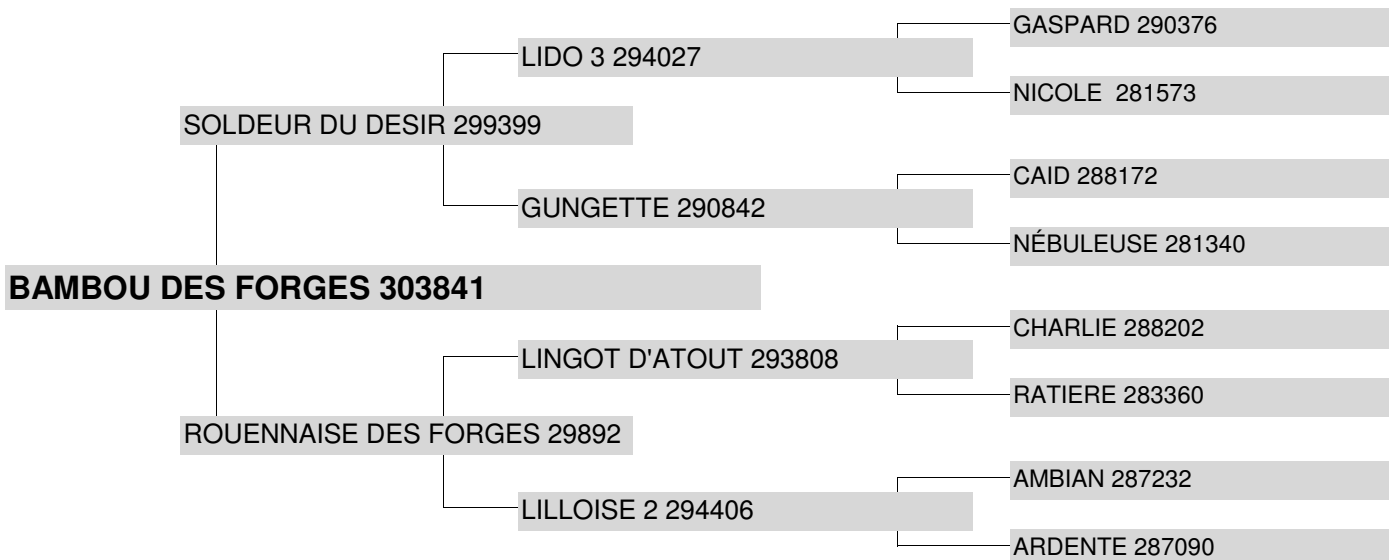 GASPARD 290376
LIDO 3 294027
NICOLE  281573
SOLDEUR DU DESIR 299399
CAID 288172
GUNGETTE 290842
NÉBULEUSE 281340
BAMBOU DES FORGES 303841
CHARLIE 288202
LINGOT D'ATOUT 293808
RATIERE 283360
ROUENNAISE DES FORGES 29892
AMBIAN 287232
LILLOISE 2 294406
ARDENTE 287090